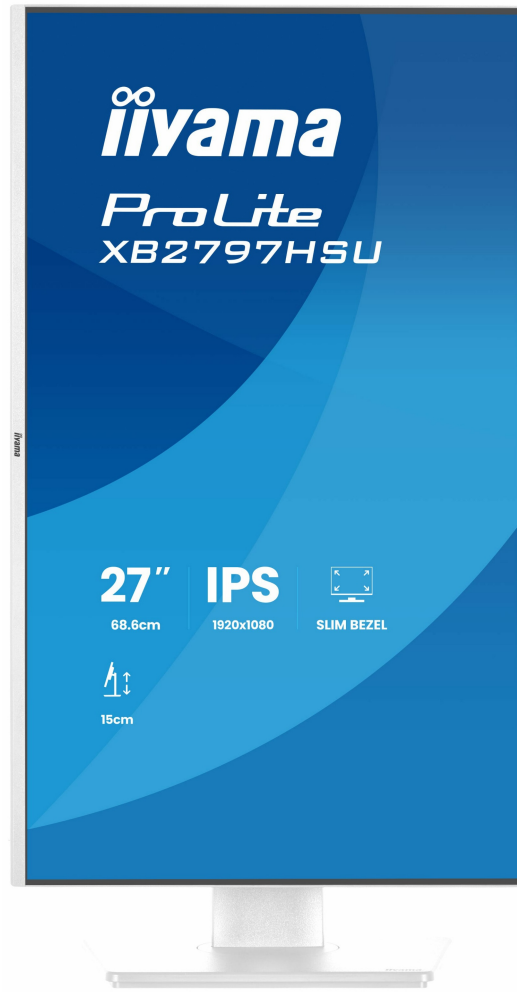 iiyama
ProLite
XB2797HSU
iiyama
27" IPS
68.6cm 1920x1080 SLIM BEZEL
15cm